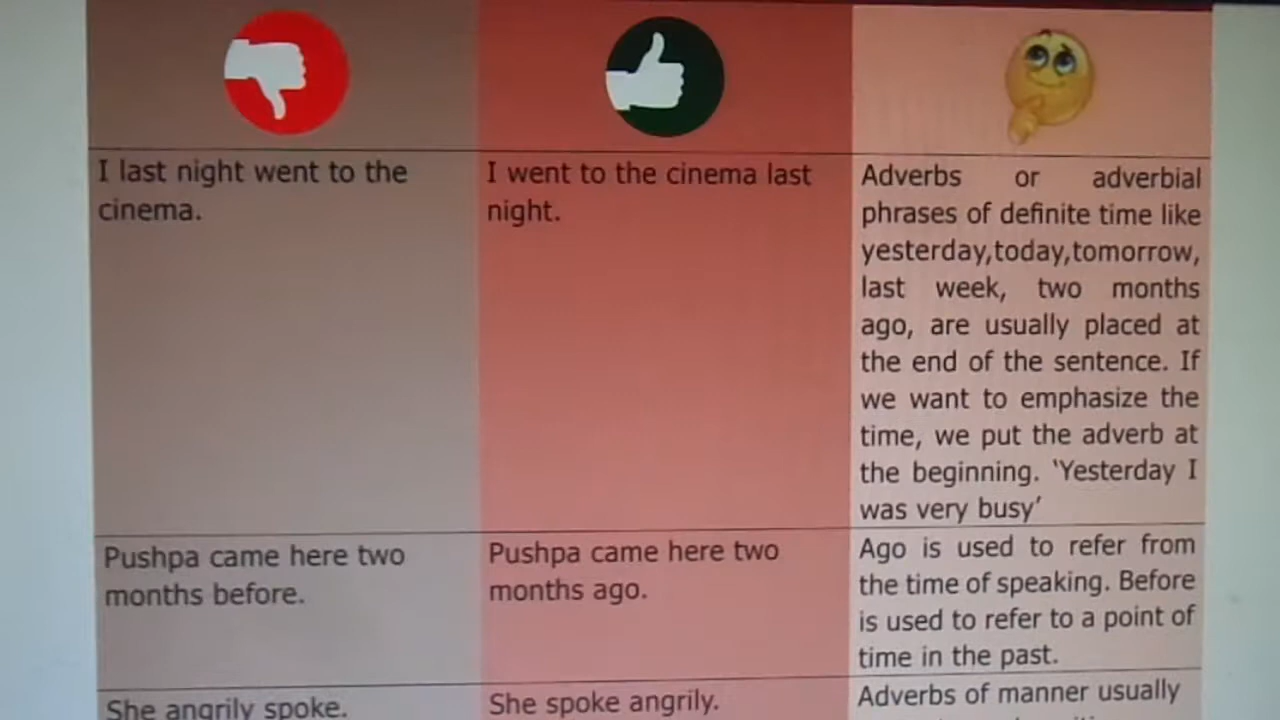 I last night went to the
cinema.
I went to the cinema last
night.
Adverbs or adverbial
phrases of definite time like
yesterday,today,tomorrow,
last week, two months
ago, are usually placed at
the end of the sentence. If
we want to emphasize the
time, we put the adverb at
the beginning. 'Yesterday I
was very busy'
Pushpa came here two
months before.
Pushpa came here two
months ago.
Ago is used to refer from
the time of speaking. Before
is used to refer to a point of
time in the past.
She angrily spoke.
She spoke angrily.
Adverbs of manner usually